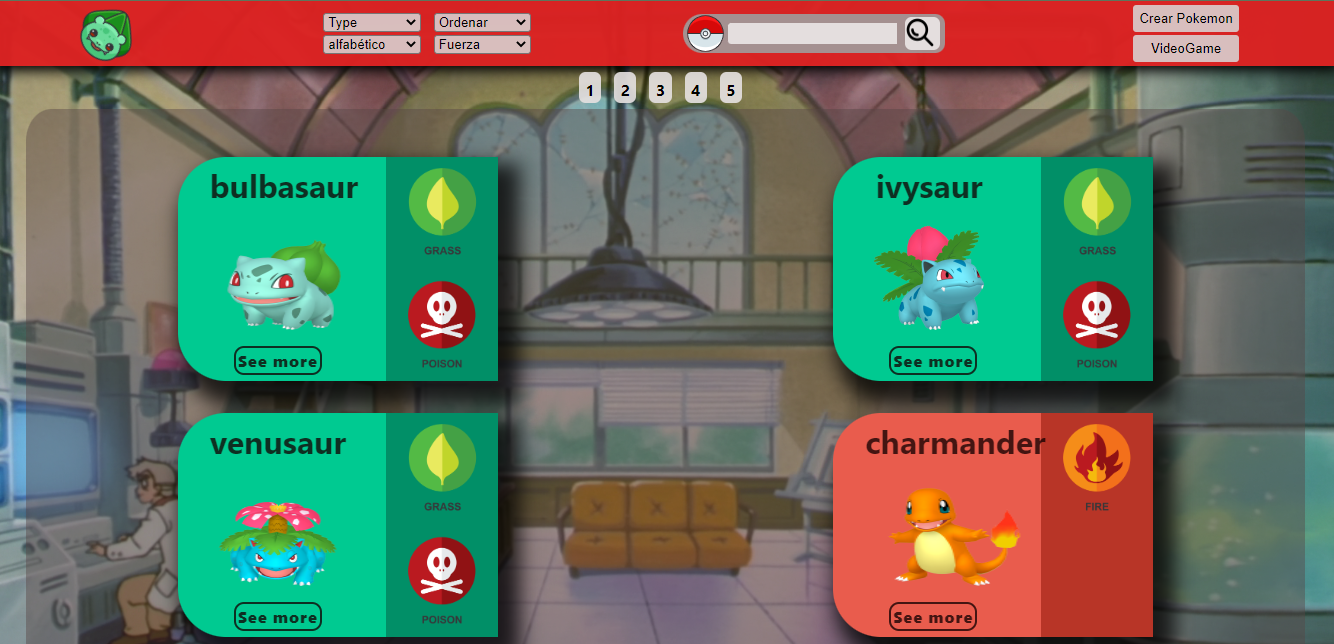 Type
Ordenar
alfabético
Fuerza
Crear Pokemon
VideoGame
1 2 3 4 5
bulbasaur
GRASS
POISON
See more
ivysaur
GRASS
POISON
See more
venusaur
GRASS
POISON
See more
charmander
FIRE
See more